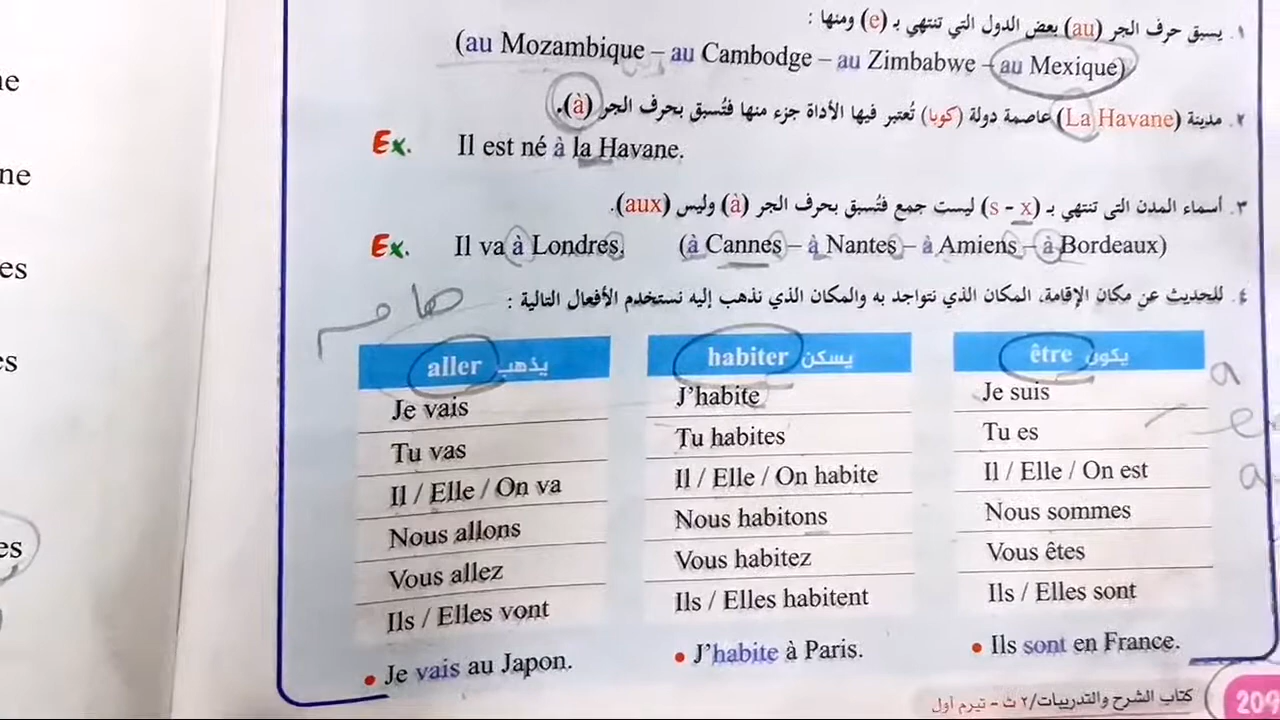 ١. يسبق حرف الجر (au) بعض الدول التي تنتهي بـ (e) ومنها :
(au Mozambique – au Cambodge – au Zimbabwe – au Mexique)
٢. مدينة (La Havane) عاصمة دولة (كوبا) تُعتبر فيها الأداة جزء منها فتُسبق بحرف الجر (à).
Ex. Il est né à la Havane.
٣. أسماء المدن التى تنتهي بـ (s - x) ليست جمع فتُسبق بحرف الجر (à) وليس (aux).
Ex. Il va à Londres. (à Cannes – à Nantes – à Amiens – à Bordeaux)
٤. للحديث عن مكان الإقامة، المكان الذي نتواجد به والمكان الذي نذهب إليه نستخدم الأفعال التالية :
هام
aller يذهب
Je vais
Tu vas
Il / Elle / On va
Nous allons
Vous allez
Ils / Elles vont
• Je vais au Japon.
habiter يسكن
J'habite
Tu habites
Il / Elle / On habite
Nous habitons
Vous habitez
Ils / Elles habitent
• J'habite à Paris.
être يكون
Je suis
Tu es
Il / Elle / On est
Nous sommes
Vous êtes
Ils / Elles sont
• Ils sont en France.
كتاب الشرح والتدريبات/٢ ث - تيرم أول
209